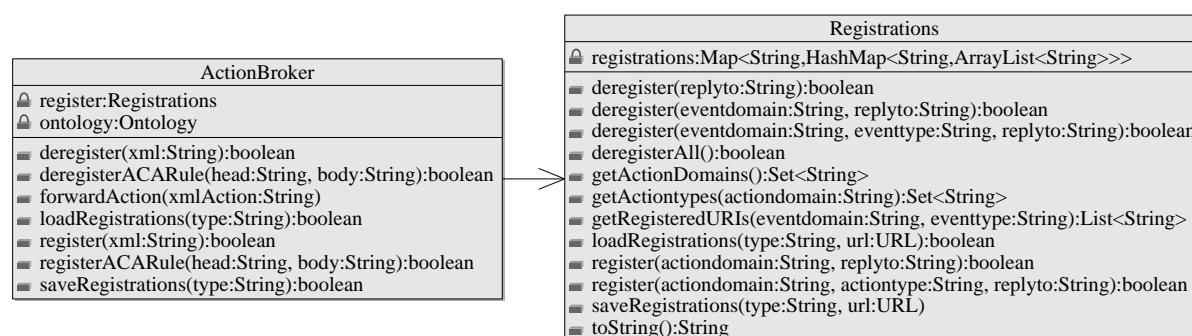 ActionBroker
register:Registrations
ontology:Ontology
deregister(xml:String):boolean
deregisterACARule(head:String, body:String):boolean
forwardAction(xmlAction:String)
loadRegistrations(type:String):boolean
register(xml:String):boolean
registerACARule(head:String, body:String):boolean
saveRegistrations(type:String):boolean
Registrations
registrations:Map<String,HashMap<String,ArrayList<String>>>
deregister(replyto:String):boolean
deregister(eventdomain:String, replyto:String):boolean
deregister(eventdomain:String, eventtype:String, replyto:String):boolean
deregisterAll():boolean
getActionDomains():Set<String>
getActiontypes(actiondomain:String):Set<String>
getRegisteredURIs(eventdomain:String, eventtype:String):List<String>
loadRegistrations(type:String, url:URL):boolean
register(actiondomain:String, replyto:String):boolean
register(actiondomain:String, actiontype:String, replyto:String):boolean
saveRegistrations(type:String, url:URL)
toString():String